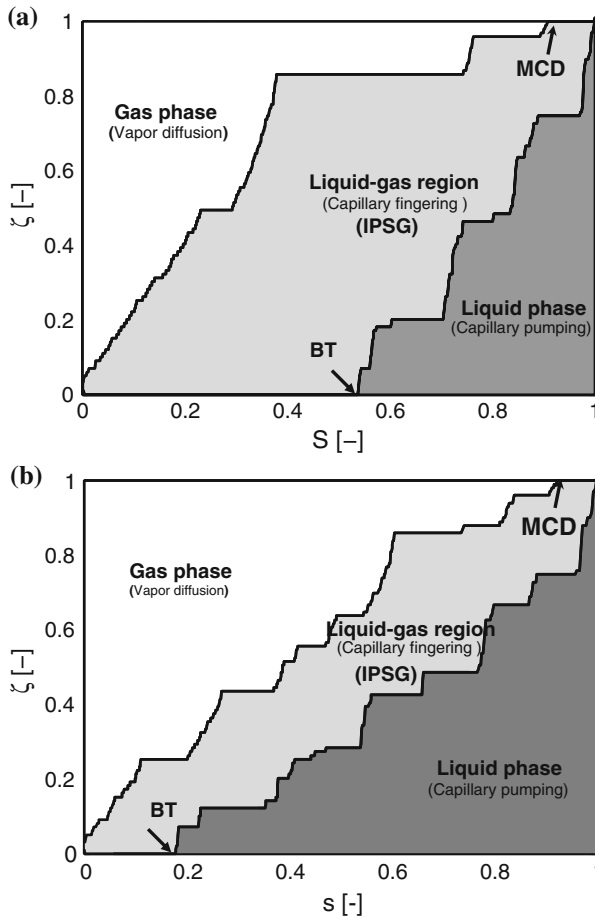 (a)
1
0.8
0.6
0.4
0.2
0
ζ [–]
Gas phase
(Vapor diffusion)
MCD
Liquid-gas region
(Capillary fingering )
(IPSG)
Liquid phase
(Capillary pumping)
BT
0 0.2 0.4 0.6 0.8 1
S [–]
(b)
1
0.8
0.6
0.4
0.2
0
ζ [–]
Gas phase
(Vapor diffusion)
MCD
Liquid-gas region
(Capillary fingering )
(IPSG)
Liquid phase
(Capillary pumping)
BT
0 0.2 0.4 0.6 0.8 1
s [-]